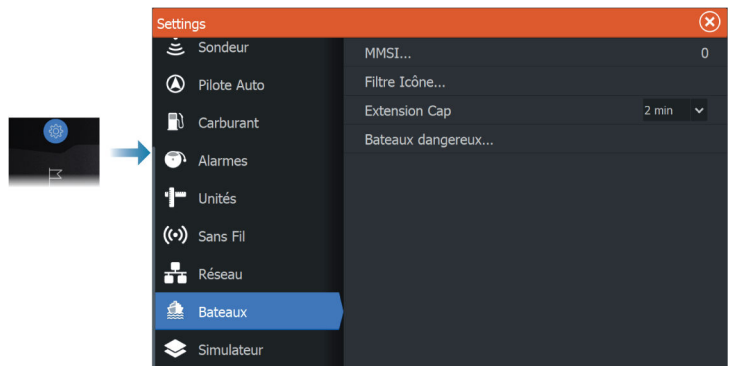 Settings
Sondeur
Pilote Auto
Carburant
Alarmes
Unités
Sans Fil
Réseau
Bateaux
Simulateur
MMSI... 0
Filtre Icône...
Extension Cap 2 min
Bateaux dangereux...